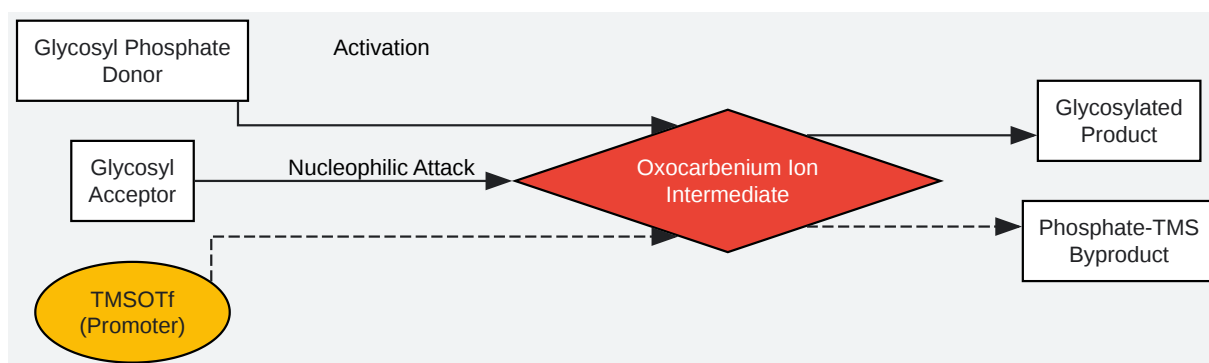 Glycosyl Phosphate
Donor
Activation
Glycosylated
Product
Glycosyl
Acceptor
Nucleophilic Attack
Oxocarbenium Ion
Intermediate
Phosphate-TMS
Byproduct
TMSOTf
(Promoter)